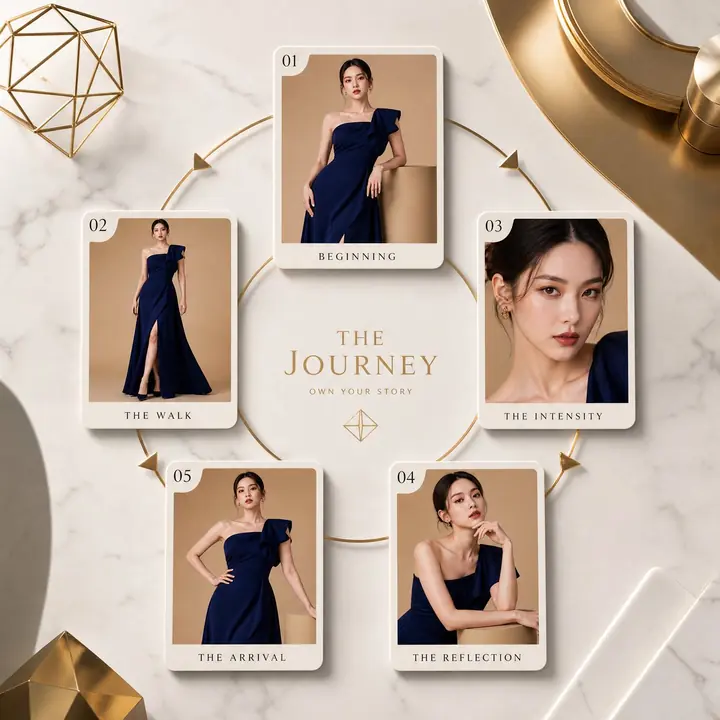 01
BEGINNING
02
THE WALK
03
THE INTENSITY
THE
JOURNEY
OWN YOUR STORY
05
THE ARRIVAL
04
THE REFLECTION